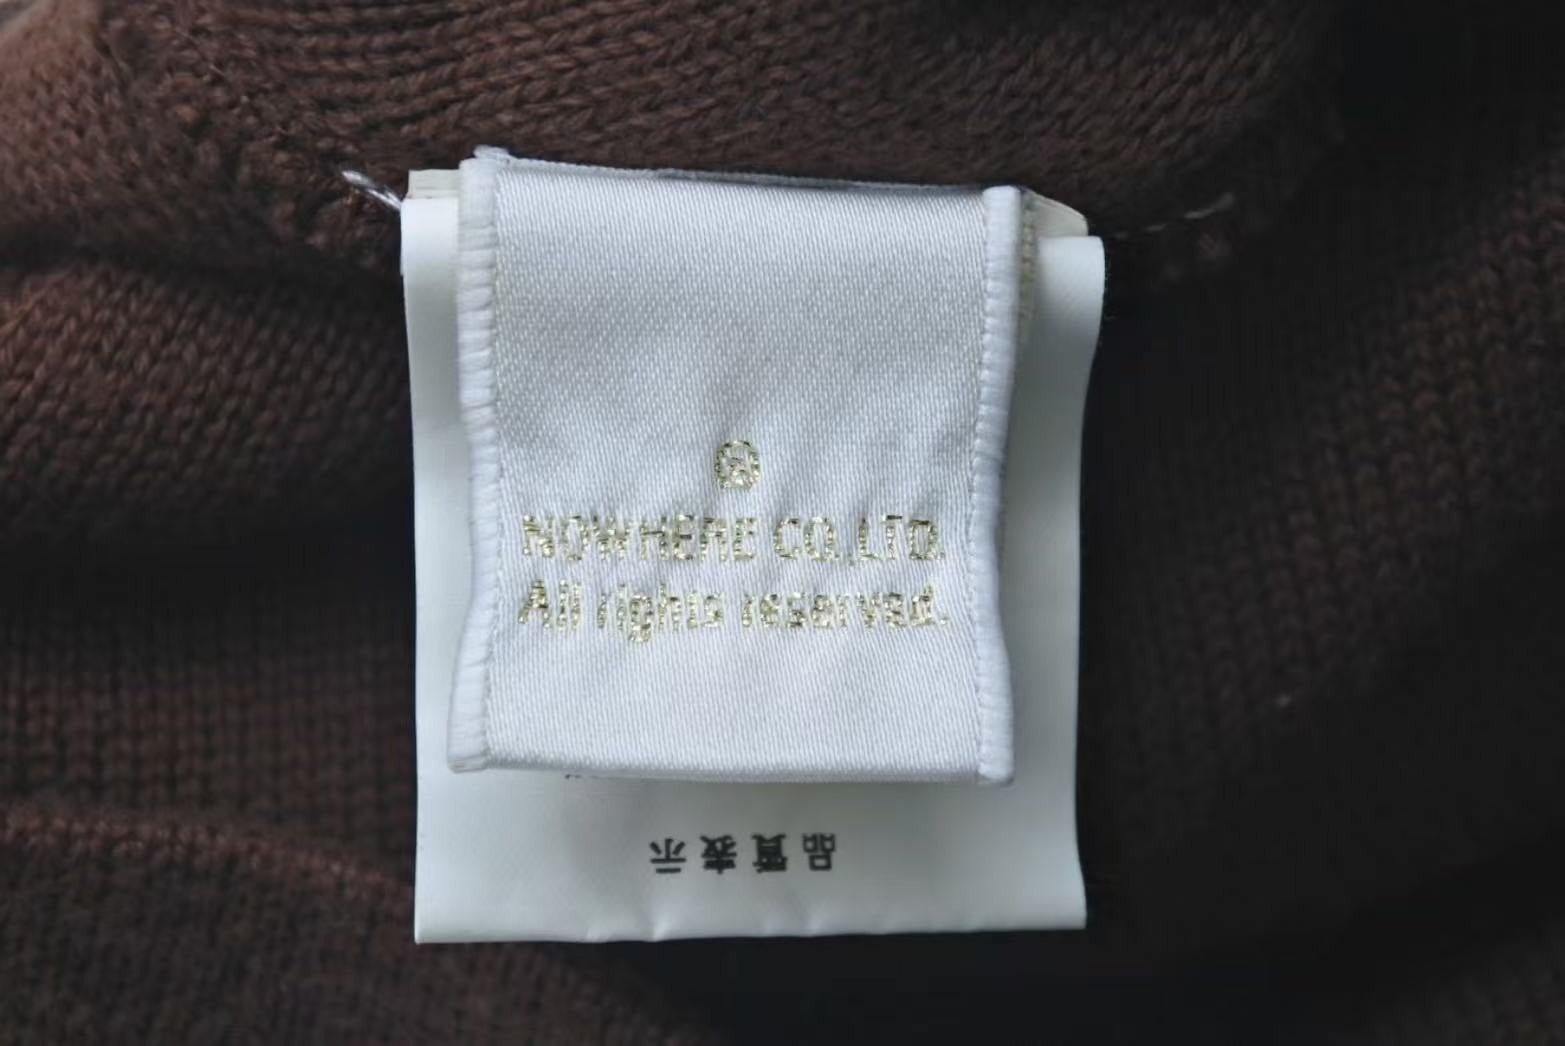 NOWHERE CO.,LTD.
All rights reserved.
品質表示